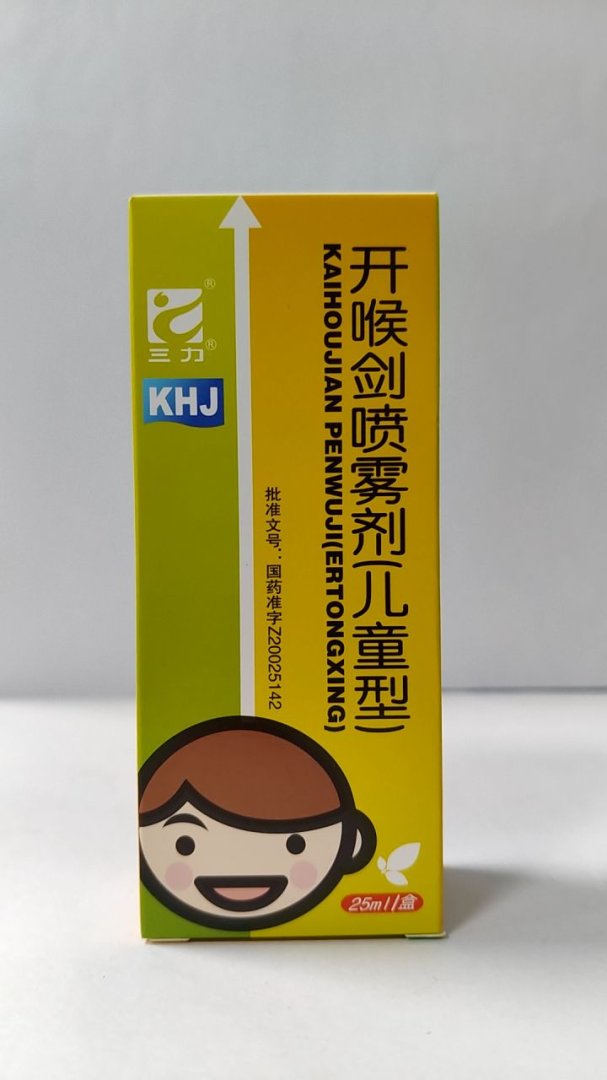 三力®
®
KHJ
开喉剑喷雾剂(儿童型)
KAIHOUJIAN PENWUJI(ERTONGXING)
批准文号：国药准字Z20025142
25ml/盒